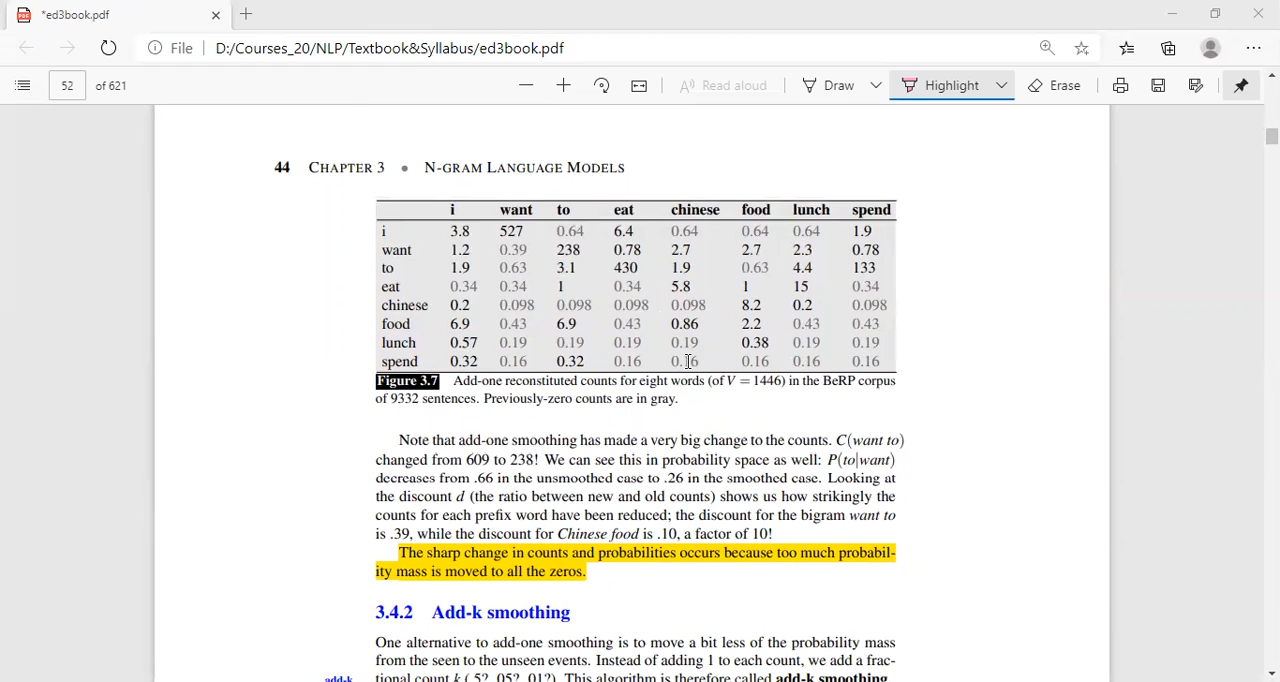 *ed3book.pdf
File D:/Courses_20/NLP/Textbook&Syllabus/ed3book.pdf
52 of 621 Read aloud Draw Highlight Erase
44 CHAPTER 3 • N-GRAM LANGUAGE MODELS
i want to eat chinese food lunch spend
i 3.8 527 0.64 6.4 0.64 0.64 0.64 1.9
want 1.2 0.39 238 0.78 2.7 2.7 2.3 0.78
to 1.9 0.63 3.1 430 1.9 0.63 4.4 133
eat 0.34 0.34 1 0.34 5.8 1 15 0.34
chinese 0.2 0.098 0.098 0.098 0.098 8.2 0.2 0.098
food 6.9 0.43 6.9 0.43 0.86 2.2 0.43 0.43
lunch 0.57 0.19 0.19 0.19 0.19 0.38 0.19 0.19
spend 0.32 0.16 0.32 0.16 0.16 0.16 0.16 0.16
Figure 3.7 Add-one reconstituted counts for eight words (of V = 1446) in the BeRP corpus
of 9332 sentences. Previously-zero counts are in gray.
Note that add-one smoothing has made a very big change to the counts. C(want to)
changed from 609 to 238! We can see this in probability space as well: P(to|want)
decreases from .66 in the unsmoothed case to .26 in the smoothed case. Looking at
the discount d (the ratio between new and old counts) shows us how strikingly the
counts for each prefix word have been reduced; the discount for the bigram want to
is .39, while the discount for Chinese food is .10, a factor of 10!
The sharp change in counts and probabilities occurs because too much probabil-
ity mass is moved to all the zeros.
3.4.2 Add-k smoothing
One alternative to add-one smoothing is to move a bit less of the probability mass
from the seen to the unseen events. Instead of adding 1 to each count, we add a frac-
add-k tional count k (.5? .05? .01?). This algorithm is therefore called add-k smoothing.